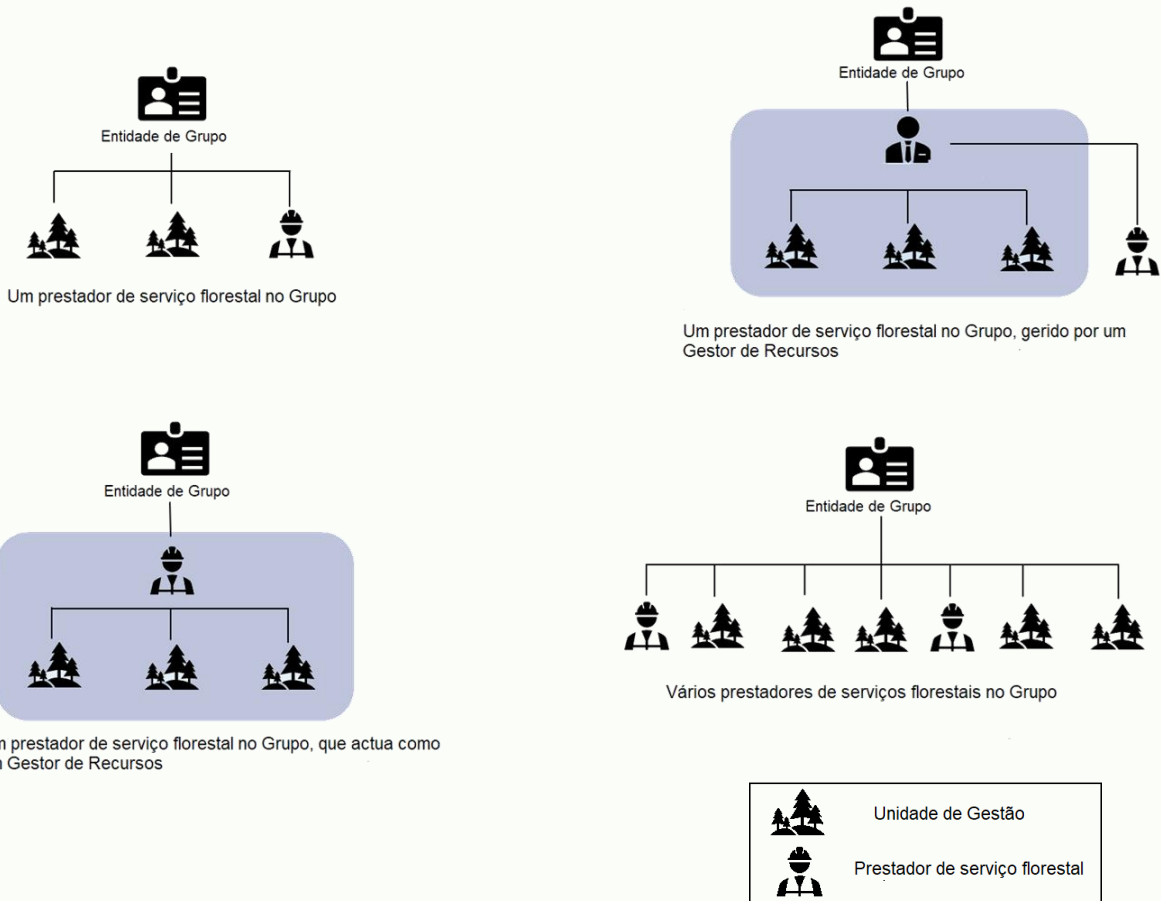 Entidade de Grupo
Um prestador de serviço florestal no Grupo
Entidade de Grupo
Um prestador de serviço florestal no Grupo, gerido por um
Gestor de Recursos
Entidade de Grupo
prestador de serviço florestal no Grupo, que actua como
Gestor de Recursos
Entidade de Grupo
Vários prestadores de serviços florestais no Grupo
Unidade de Gestão
Prestador de serviço florestal